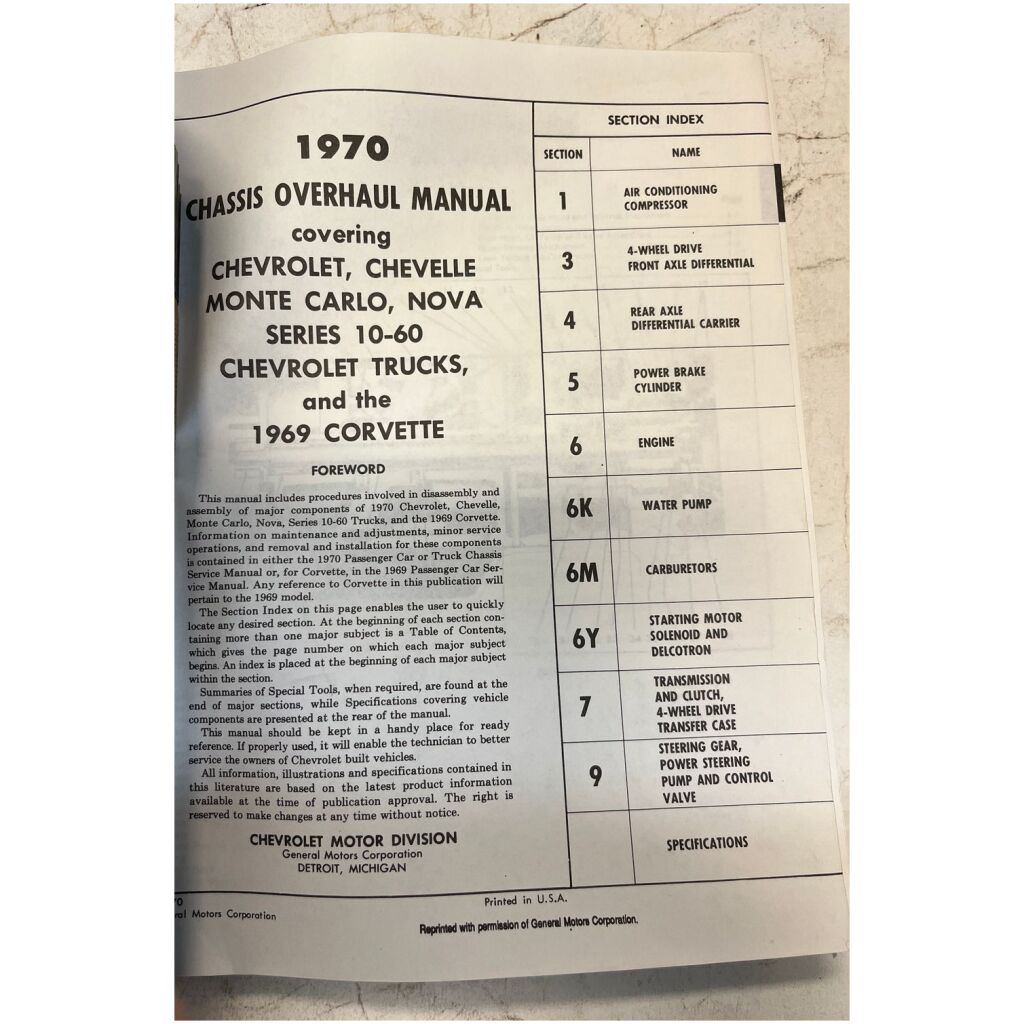 1970
CHASSIS OVERHAUL MANUAL
covering
CHEVROLET, CHEVELLE
MONTE CARLO, NOVA
SERIES 10-60
CHEVROLET TRUCKS,
and the
1969 CORVETTE
FOREWORD
This manual includes procedures involved in disassembly and
assembly of major components of 1970 Chevrolet, Chevelle,
Monte Carlo, Nova, Series 10-60 Trucks, and the 1969 Corvette.
Information on maintenance and adjustments, minor service
operations, and removal and installation for these components
is contained in either the 1970 Passenger Car or Truck Chassis
Service Manual or, for Corvette, in the 1969 Passenger Car Ser-
vice Manual. Any reference to Corvette in this publication will
pertain to the 1969 model.
The Section Index on this page enables the user to quickly
locate any desired section. At the beginning of each section con-
taining more than one major subject is a Table of Contents,
which gives the page number on which each major subject
begins. An index is placed at the beginning of each major subject
within the section.
Summaries of Special Tools, when required, are found at the
end of major sections, while Specifications covering vehicle
components are presented at the rear of the manual.
This manual should be kept in a handy place for ready
reference. If properly used, it will enable the technician to better
service the owners of Chevrolet built vehicles.
All information, illustrations and specifications contained in
this literature are based on the latest product information
available at the time of publication approval. The right is
reserved to make changes at any time without notice.
CHEVROLET MOTOR DIVISION
General Motors Corporation
DETROIT, MICHIGAN
SECTION INDEX
SECTION NAME
1 AIR CONDITIONING
COMPRESSOR
3 4-WHEEL DRIVE
FRONT AXLE DIFFERENTIAL
4 REAR AXLE
DIFFERENTIAL CARRIER
5 POWER BRAKE
CYLINDER
6 ENGINE
6K WATER PUMP
6M CARBURETORS
6Y STARTING MOTOR
SOLENOID AND
DELCOTRON
7 TRANSMISSION
AND CLUTCH,
4-WHEEL DRIVE
TRANSFER CASE
9 STEERING GEAR,
POWER STEERING
PUMP AND CONTROL
VALVE
SPECIFICATIONS
Motors Corporation
Printed in U.S.A.
Reprinted with permission of General Motors Corporation.